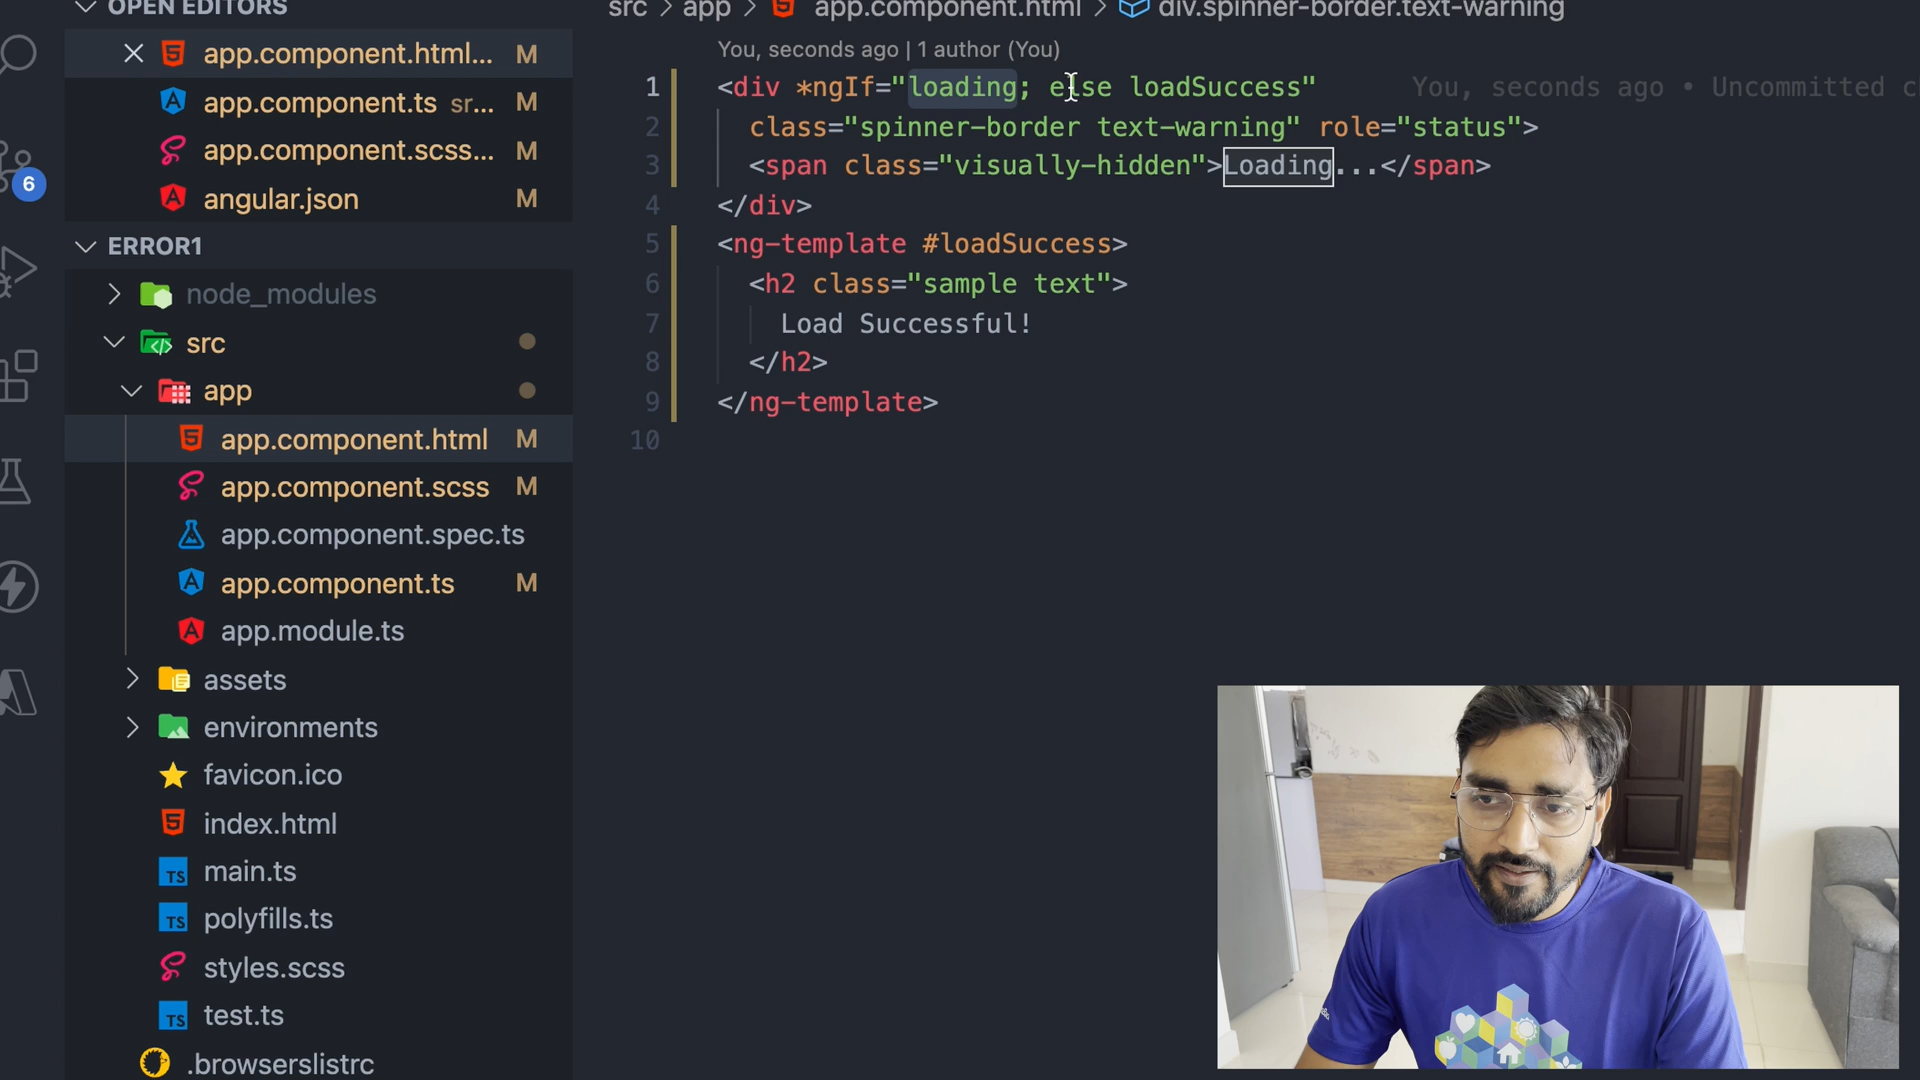 OPEN EDITORS
app.component.html... M
app.component.ts sr... M
app.component.scss... M
angular.json M
6
ERROR1
node_modules
src
app
app.component.html M
app.component.scss M
app.component.spec.ts
app.component.ts M
app.module.ts
assets
environments
favicon.ico
index.html
TS main.ts
TS polyfills.ts
styles.scss
TS test.ts
.browserslistrc
src > app > app.component.html > div.spinner-border.text-warning
You, seconds ago | 1 author (You)
1 <div *ngIf="loading; else loadSuccess" You, seconds ago • Uncommitted c
2 class="spinner-border text-warning" role="status">
3 <span class="visually-hidden">Loading...</span>
4 </div>
5 <ng-template #loadSuccess>
6 <h2 class="sample text">
7 Load Successful!
8 </h2>
9 </ng-template>
10